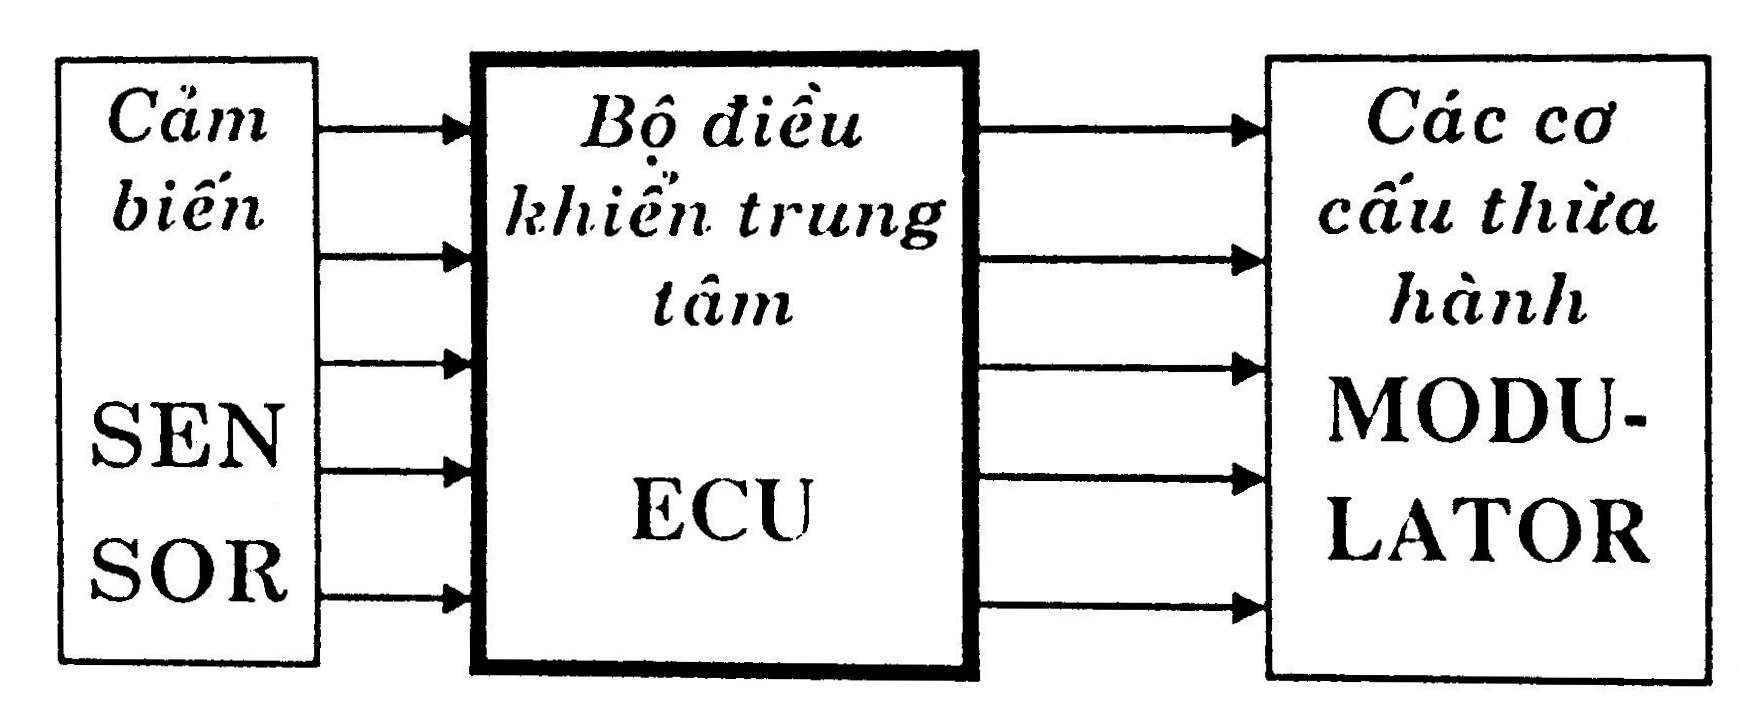 Cảm
biến
SEN
SOR
Bộ điều
khiển trung
tâm
ECU
Các cơ
cấu thừa
hành
MODU-
LATOR